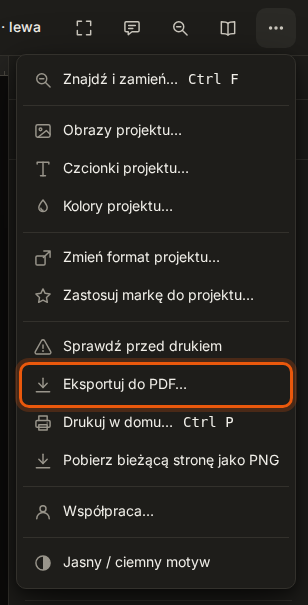 · lewa
Znajdź i zamień... Ctrl F
Obrazy projektu...
Czcionki projektu...
Kolory projektu...
Zmień format projektu...
Zastosuj markę do projektu...
Sprawdź przed drukiem
Eksportuj do PDF...
Drukuj w domu... Ctrl P
Pobierz bieżącą stronę jako PNG
Współpraca...
Jasny / ciemny motyw